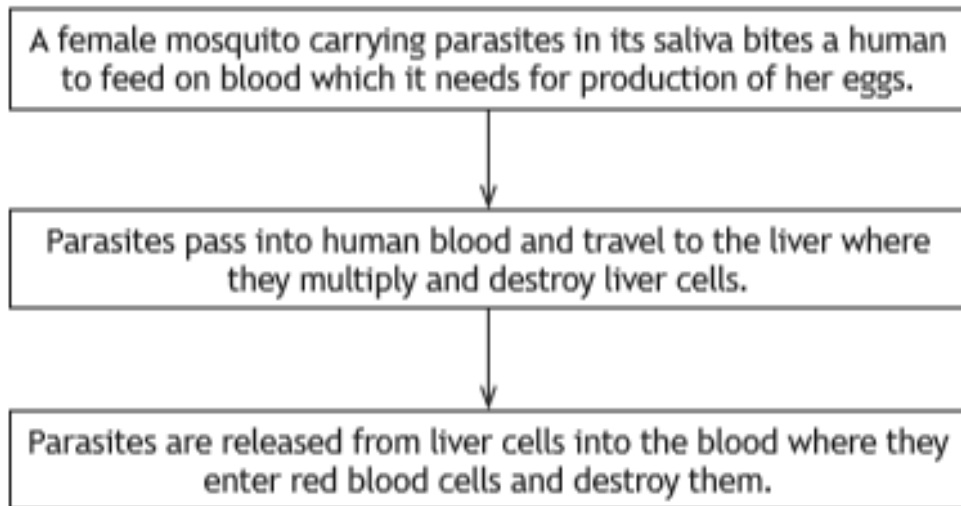 A female mosquito carrying parasites in its saliva bites a human
to feed on blood which it needs for production of her eggs.
Parasites pass into human blood and travel to the liver where
they multiply and destroy liver cells.
Parasites are released from liver cells into the blood where they
enter red blood cells and destroy them.